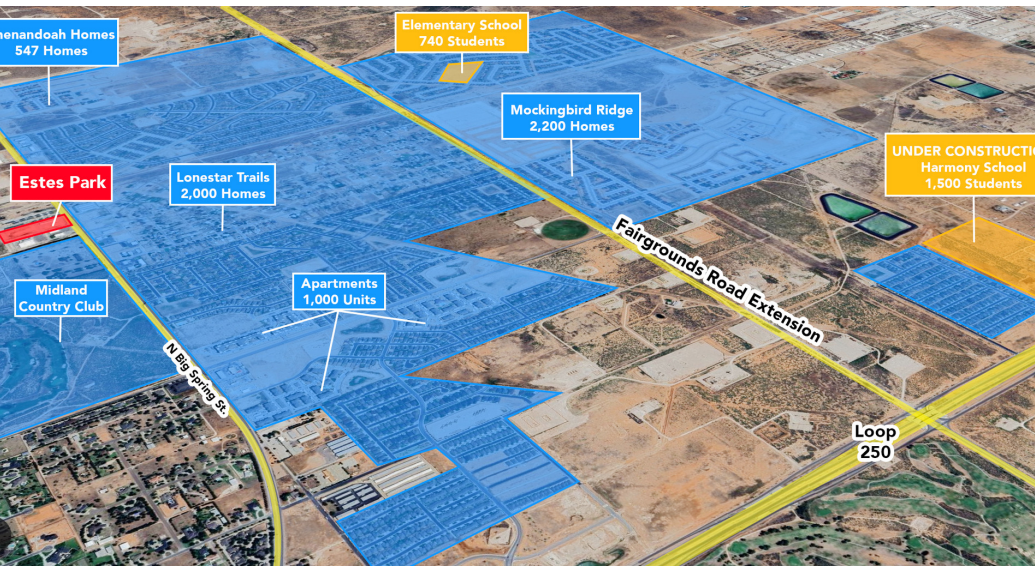 henandoah Homes
547 Homes
Elementary School
740 Students
Mockingbird Ridge
2,200 Homes
UNDER CONSTRUCTIO
Harmony School
1,500 Students
Estes Park
Lonestar Trails
2,000 Homes
Midland
Country Club
Apartments
1,000 Units
Fairgrounds Road Extension
N Big Spring St.
Loop
250